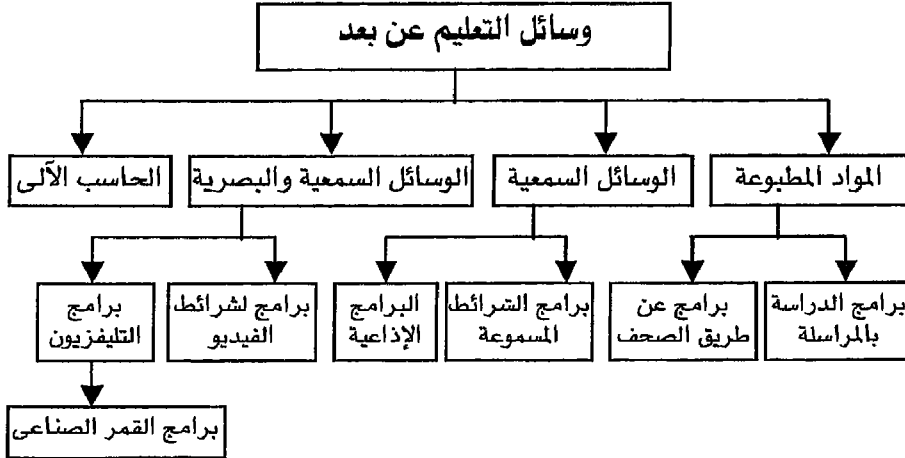 وسائل التعليم عن بعد
المواد المطبوعة
الوسائل السمعية
الوسائل السمعية والبصرية
الحاسب الآلى
برامج الدراسة
بالمراسلة
برامج عن
طريق الصحف
برامج الشرائط
المسموعة
البرامج
الإذاعية
برامج لشرائط
الفيديو
برامج
التليفزيون
برامج القمر الصناعى